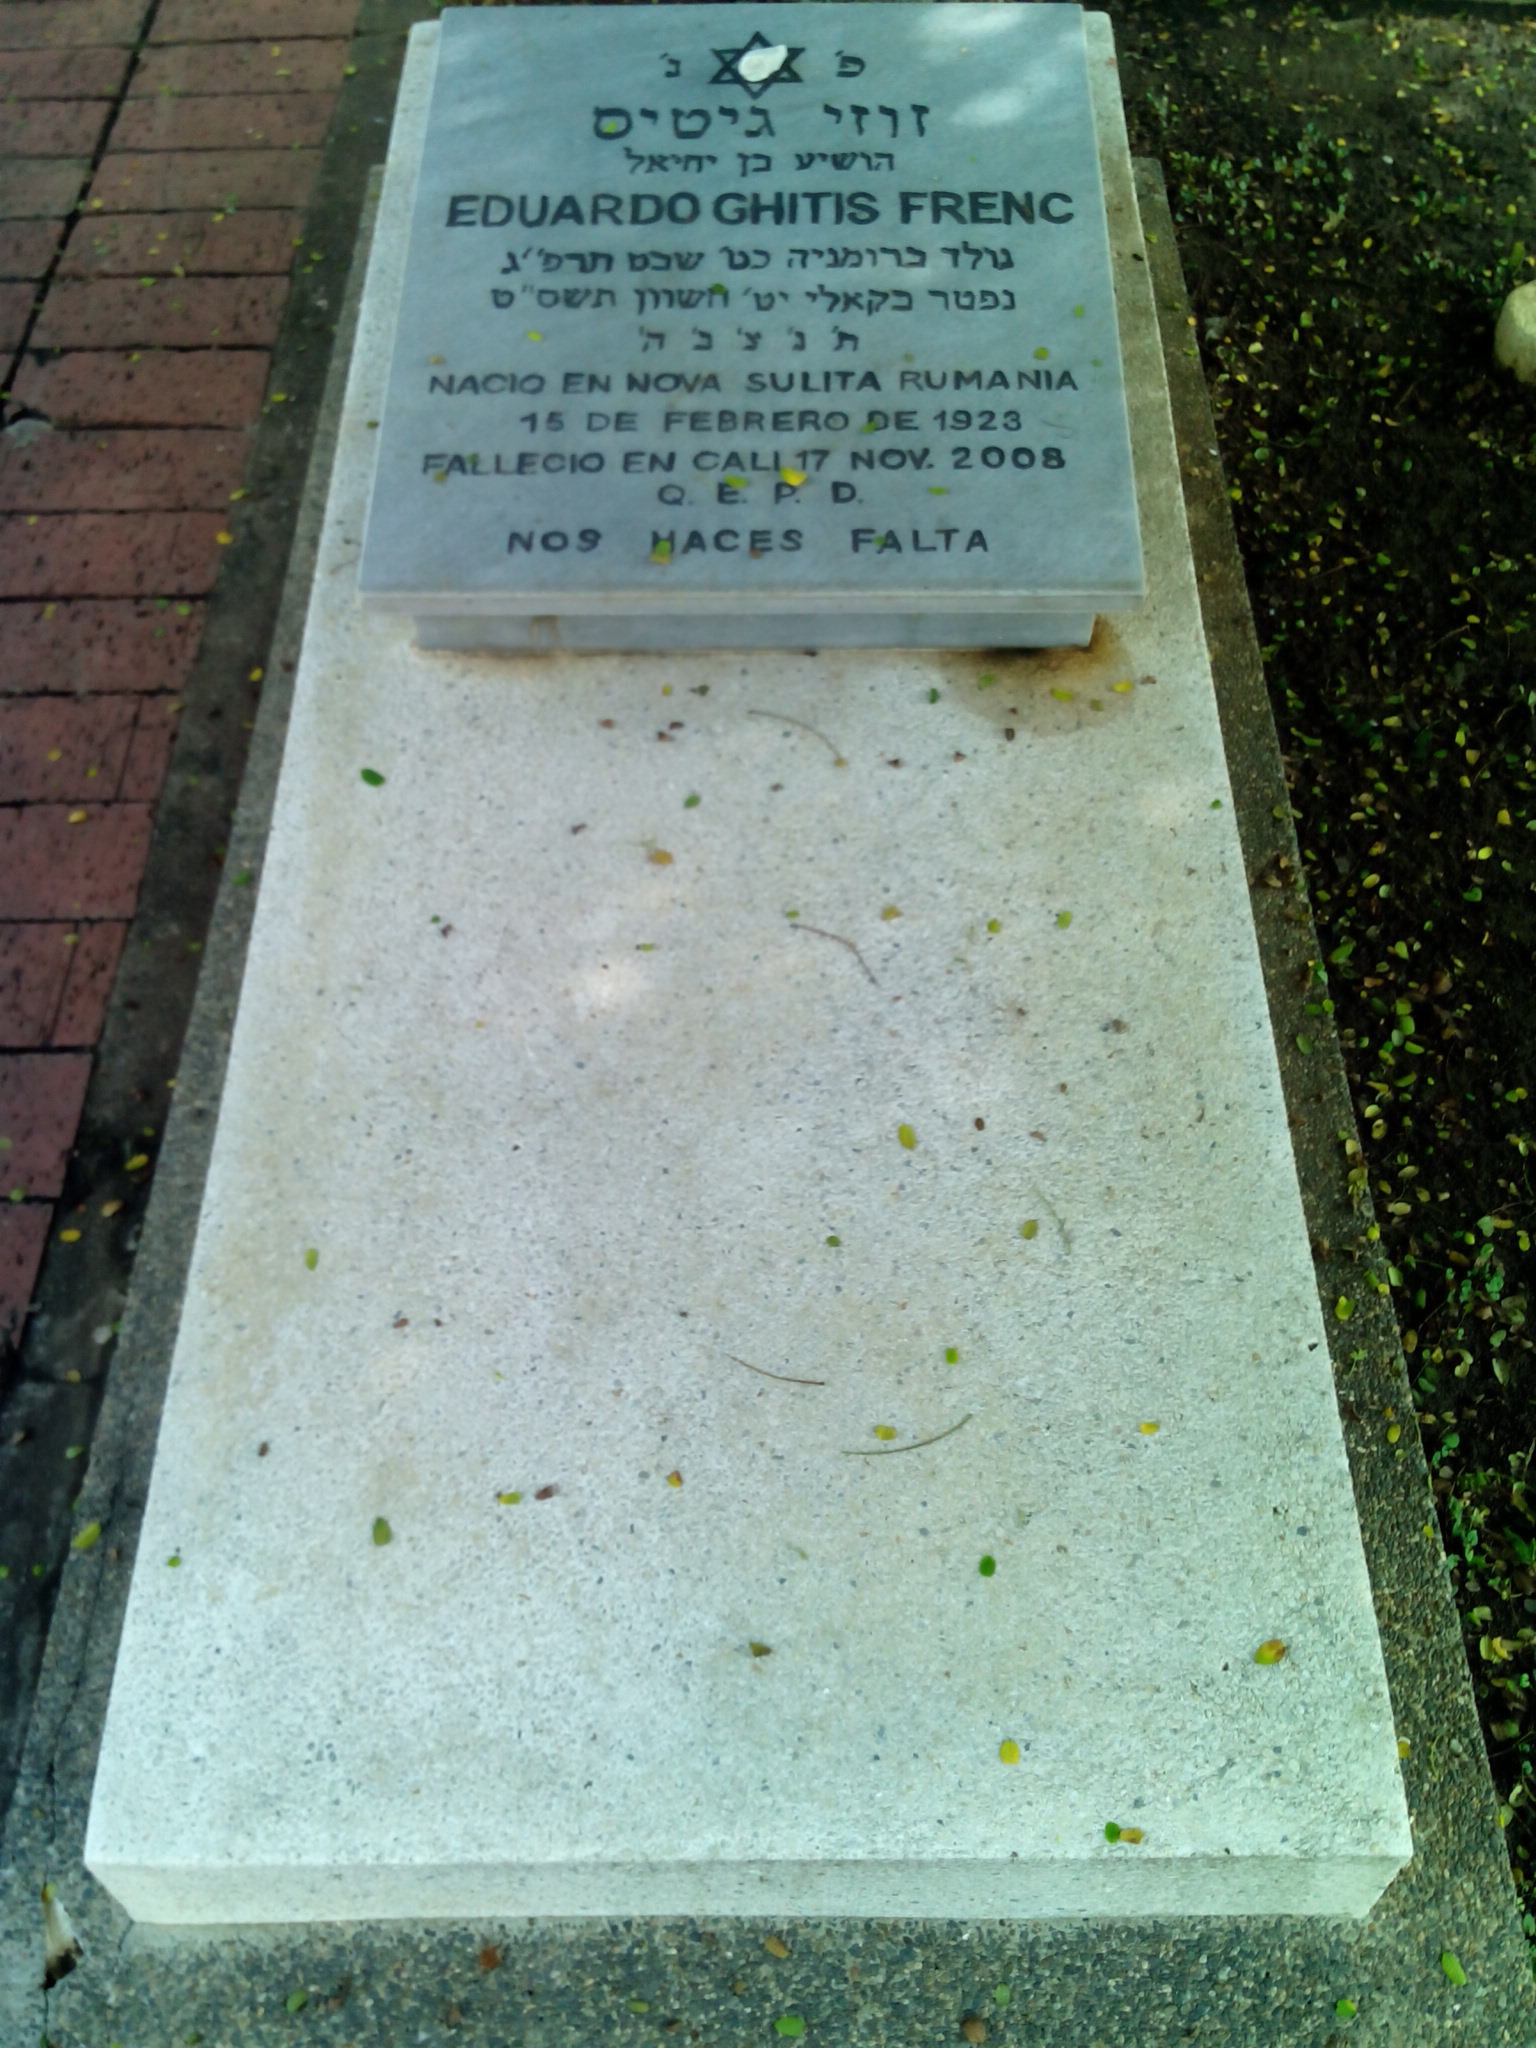 פ' נ'
זוזי גיטיס
הושיע בן יחיאל
EDUARDO GHITIS FRENC
נולד ברומניה כט' שבט תרפ''ג
נפטר בקאלי יט' חשוון תשס"ט
ת' נ' צ' ב' ה'
NACIO EN NOVA SULITA RUMANIA
15 DE FEBRERO DE 1923
FALLECIO EN CALI 17 NOV. 2008
Q. E. P. D.
NOS HACES FALTA